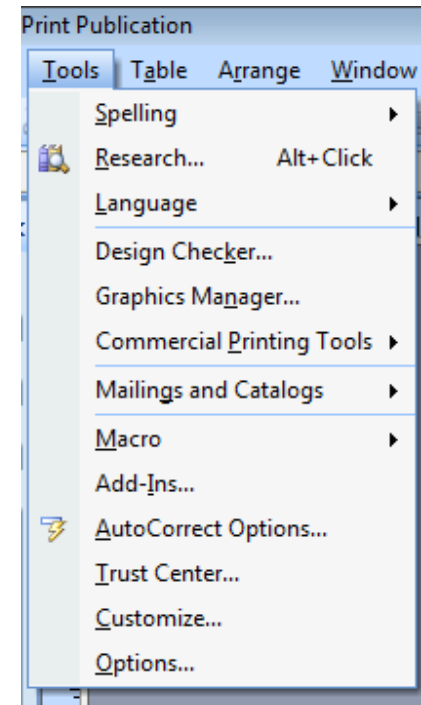 Print Publication
Tools Table Arrange Window
Spelling
Research... Alt+Click
Language
Design Checker...
Graphics Manager...
Commercial Printing Tools
Mailings and Catalogs
Macro
Add-Ins...
AutoCorrect Options...
Trust Center...
Customize...
Options...